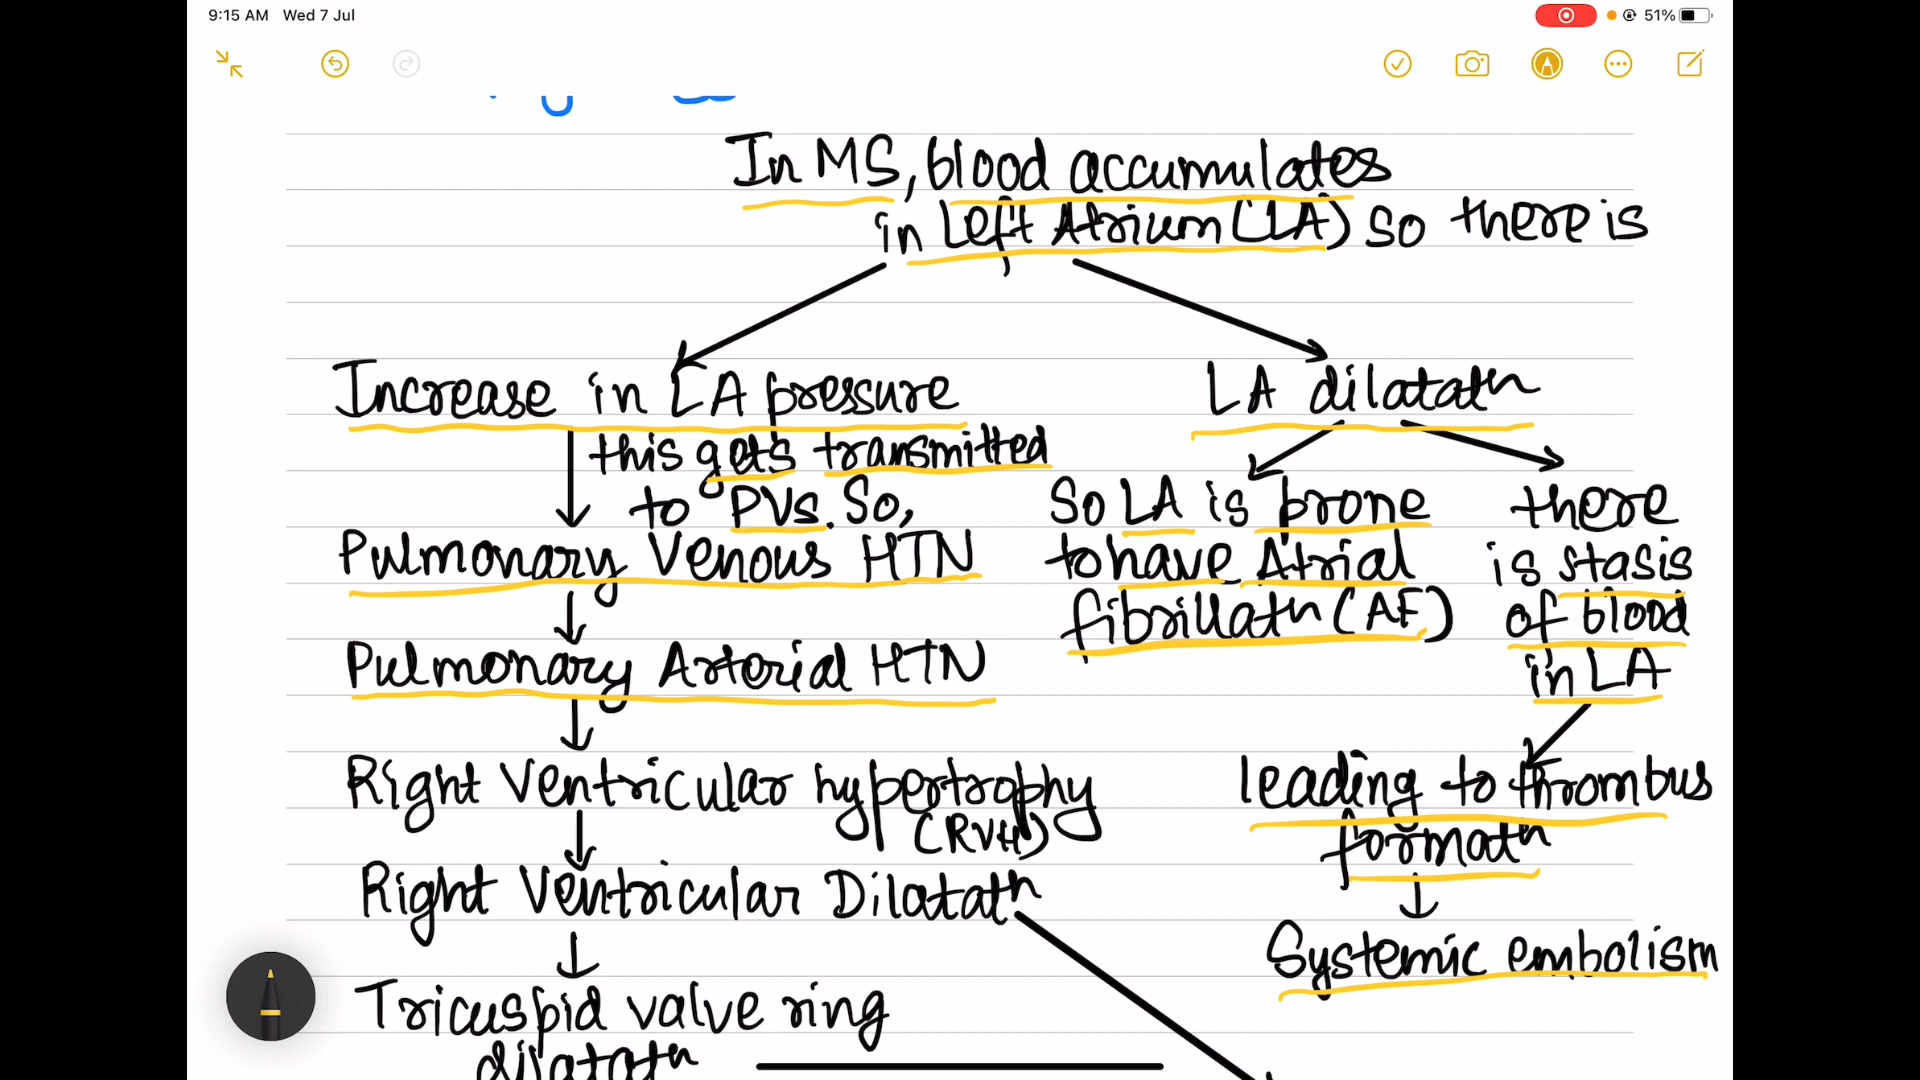 9:15 AM Wed 7 Jul
51%
In MS, blood accumulates
in Left Atrium (LA) so there is
Increase in LA pressure
this gets transmitted
to PVs. So,
Pulmonary Venous HTN
Pulmonary Arterial HTN
Right Ventricular hypertrophy
(RVH)
Right Ventricular Dilatatn
Tricuspid valve ring
dilatatn
LA dilatatn
So LA is prone
to have Atrial
fibrillatn (AF)
there
is stasis
of blood
in LA
leading to thrombus
formatn
Systemic embolism